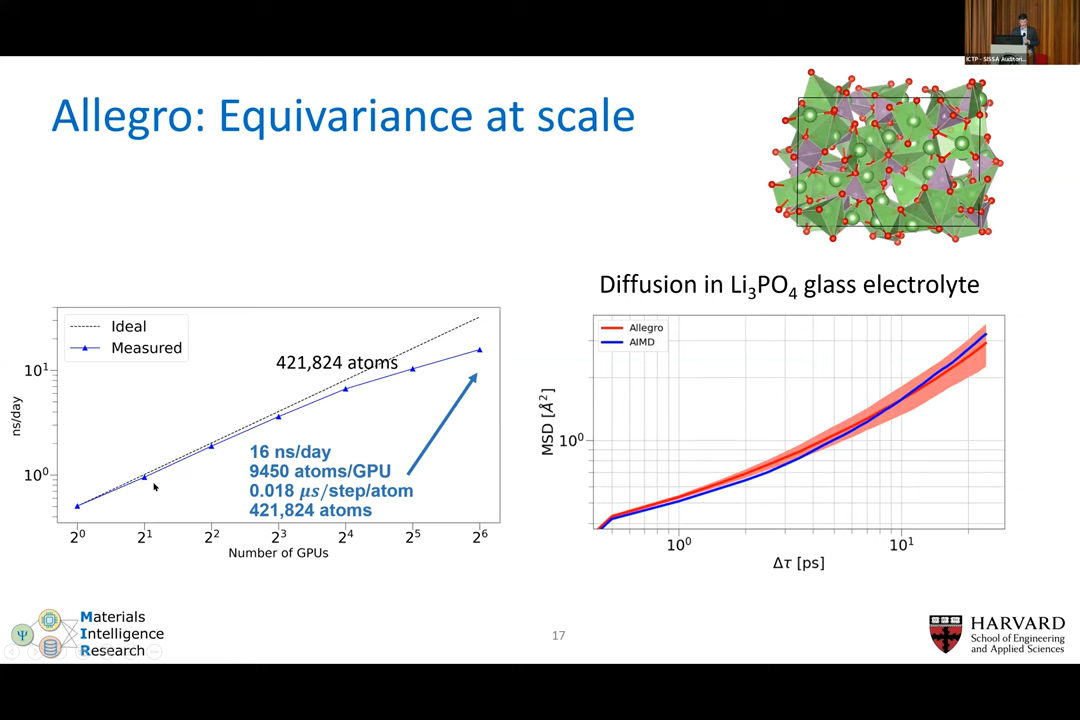 ICTP - SISSA Auditori...
Allegro: Equivariance at scale
Ideal
Measured
421,824 atoms
16 ns/day
9450 atoms/GPU
0.018 μs/step/atom
421,824 atoms
ns/day
10¹
10⁰
2⁰ 2¹ 2² 2³ 2⁴ 2⁵ 2⁶
Number of GPUs
Diffusion in Li₃PO₄ glass electrolyte
Allegro
AIMD
MSD [Å²]
10⁰
10⁰ 10¹
Δτ [ps]
Ψ
Materials
Intelligence
Research
17
HARVARD
School of Engineering
and Applied Sciences